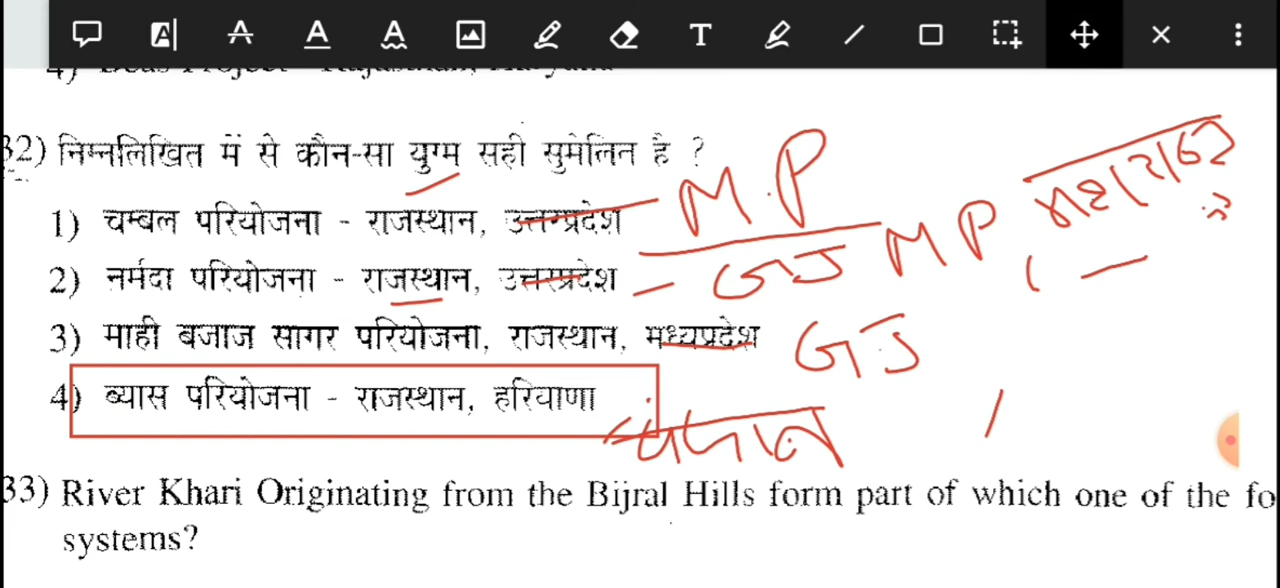 32) निम्नलिखित में से कौन-सा युग्म सही सुमेलित है ?
1) चम्बल परियोजना - राजस्थान, उत्तरप्रदेश
M.P
2) नर्मदा परियोजना - राजस्थान, उत्तरप्रदेश
GJ MP, महाराष्ट्र
3) माही बजाज सागर परियोजना, राजस्थान, मध्यप्रदेश
GJ
4) ब्यास परियोजना - राजस्थान, हरियाणा
पंजाब
33) River Khari Originating from the Bijral Hills form part of which one of the fo
systems?